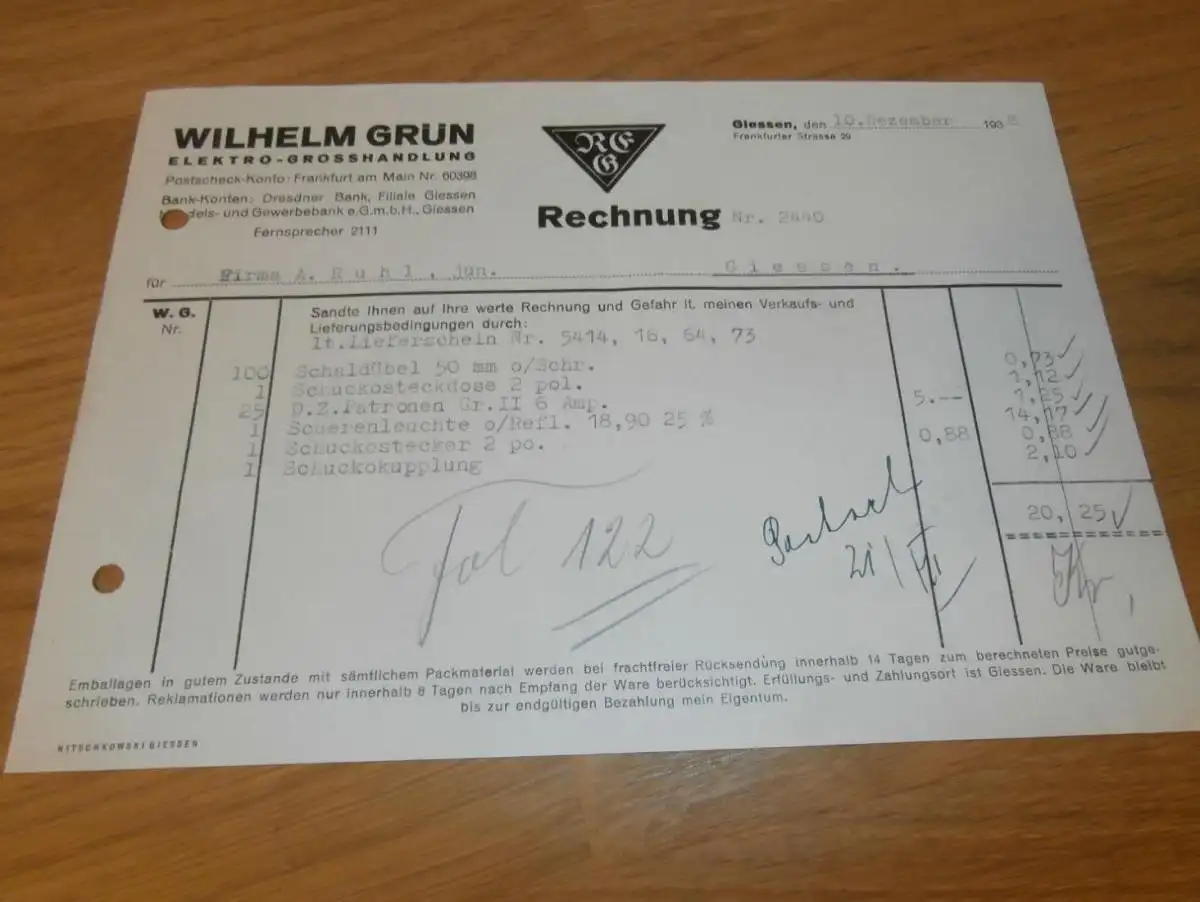 WILHELM GRÜN
ELEKTRO-GROSSHANDLUNG
Postscheck-Konto: Frankfurt am Main Nr. 60398
Bank-Konten: Dresdner Bank, Filiale Giessen
dels- und Gewerbebank e.G.m.b.H., Giessen
Fernsprecher 2111
REG
Giessen, den 10. Dezember 193
Frankfurter Strasse 29
Rechnung Nr. 2440
für Firma A. Ruhl, jun. Giessen.
W. G.
Nr.
Sandte Ihnen auf Ihre werte Rechnung und Gefahr lt. meinen Verkaufs- und
Lieferungsbedingungen durch:
lt.Lieferschein Nr. 5414, 16, 64, 73
100 Schaldübel 50 mm o/Schr. 0,73
1 Schuckosteckdose 2 pol. 1,12
25 D.Z.Patronen Gr.II 6 Amp. 5.-- 1,25
1 Scherenleuchte o/Refl. 18,90 25 % 14,17
1 Schuckostecker 2 po. 0,88 0,88
1 Schuckokupplung 2,10
20,25
Fol 122
Emballagen in gutem Zustande mit sämtlichem Packmaterial werden bei frachtfreier Rücksendung innerhalb 14 Tagen zum berechneten Preise gutge-
schrieben. Reklamationen werden nur innerhalb 8 Tagen nach Empfang der Ware berücksichtigt. Erfüllungs- und Zahlungsort ist Giessen. Die Ware bleibt
bis zur endgültigen Bezahlung mein Eigentum.
NITSCHKOWSKI GIESSEN